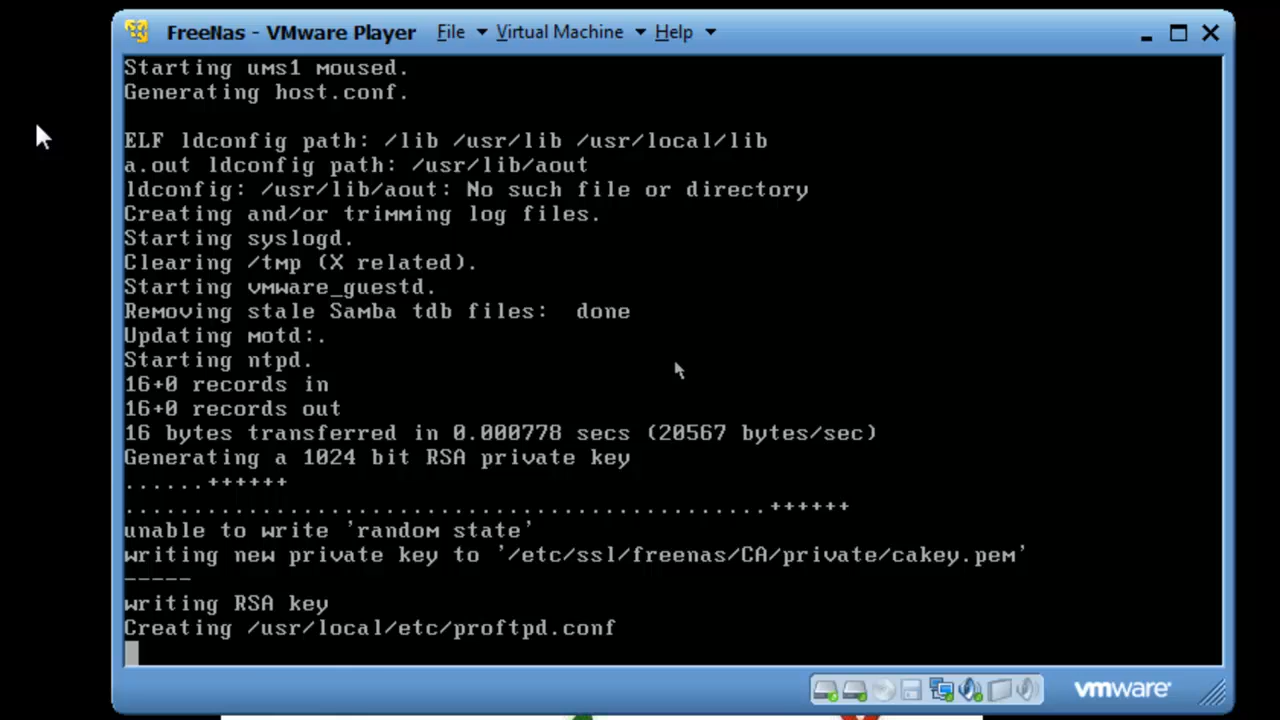 FreeNas - VMware Player File Virtual Machine Help
Starting ums1 moused.
Generating host.conf.
ELF ldconfig path: /lib /usr/lib /usr/local/lib
a.out ldconfig path: /usr/lib/aout
ldconfig: /usr/lib/aout: No such file or directory
Creating and/or trimming log files.
Starting syslogd.
Clearing /tmp (X related).
Starting vmware_guestd.
Removing stale Samba tdb files:  done
Updating motd:.
Starting ntpd.
16+0 records in
16+0 records out
16 bytes transferred in 0.000778 secs (20567 bytes/sec)
Generating a 1024 bit RSA private key
......++++++
...............................................++++++
unable to write 'random state'
writing new private key to '/etc/ssl/freenas/CA/private/cakey.pem'
-----
writing RSA key
Creating /usr/local/etc/proftpd.conf
vmware